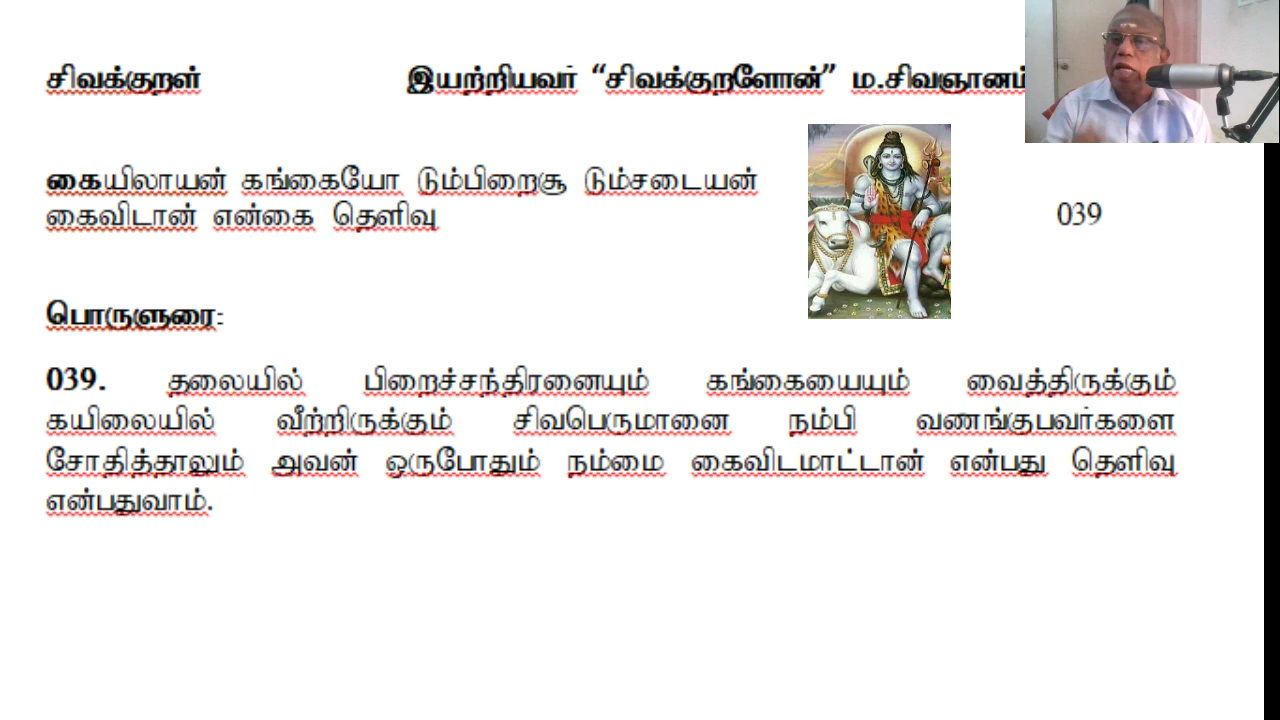 சிவக்குறள் இயற்றியவர் “சிவக்குறளோன்” ம.சிவஞானம்
கையிலாயன் கங்கையோ டும்பிறைசூ டும்சடையன்
கைவிடான் என்கை தெளிவு
039
பொருளுரை:
039. தலையில் பிறைச்சந்திரனையும் கங்கையையும் வைத்திருக்கும்
கயிலையில் வீற்றிருக்கும் சிவபெருமானை நம்பி வணங்குபவர்களை
சோதித்தாலும் அவன் ஒருபோதும் நம்மை கைவிடமாட்டான் என்பது தெளிவு
என்பதுவாம்.